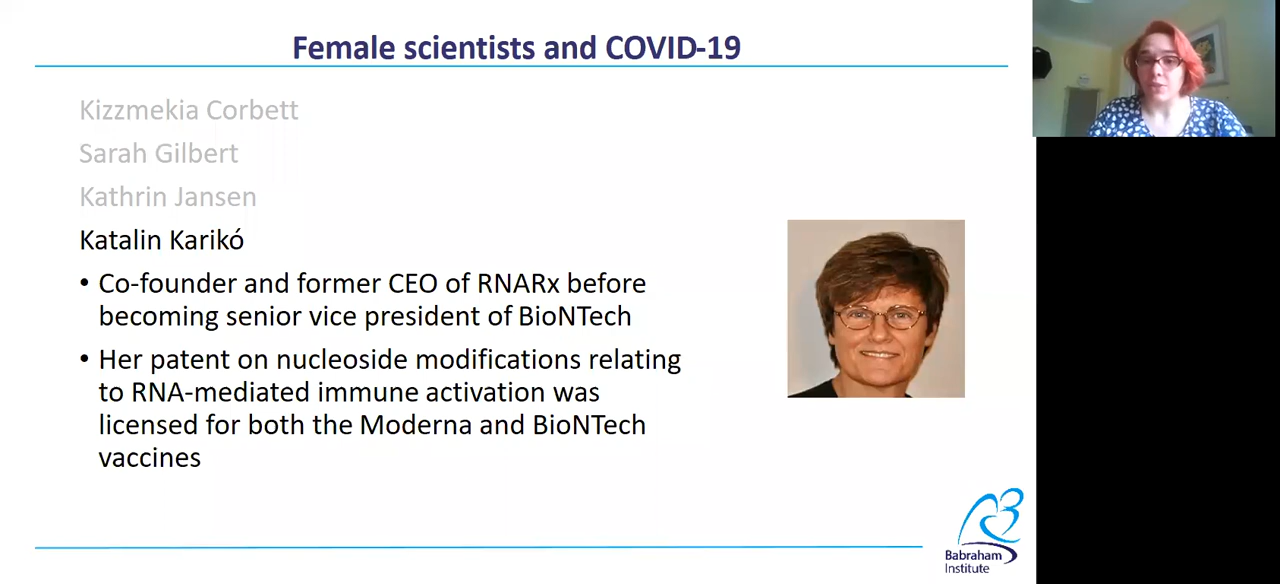 Female scientists and COVID-19
Kizzmekia Corbett
Sarah Gilbert
Kathrin Jansen
Katalin Karikó
• Co-founder and former CEO of RNARx before
becoming senior vice president of BioNTech
• Her patent on nucleoside modifications relating
to RNA-mediated immune activation was
licensed for both the Moderna and BioNTech
vaccines
Babraham
Institute